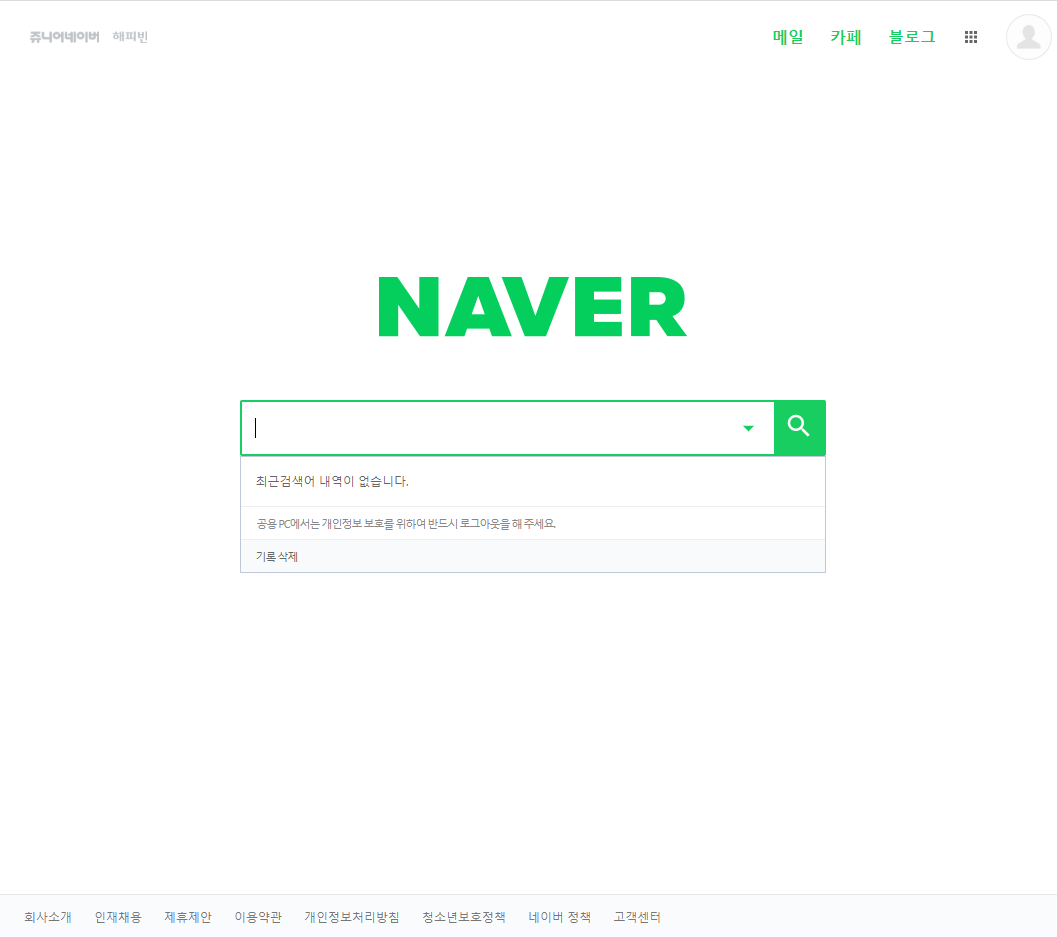 쥬니어네이버 해피빈 메일 카페 블로그
NAVER
최근검색어 내역이 없습니다.
공용 PC에서는 개인정보 보호를 위하여 반드시 로그아웃을 해 주세요.
기록 삭제
회사소개 인재채용 제휴제안 이용약관 개인정보처리방침 청소년보호정책 네이버 정책 고객센터